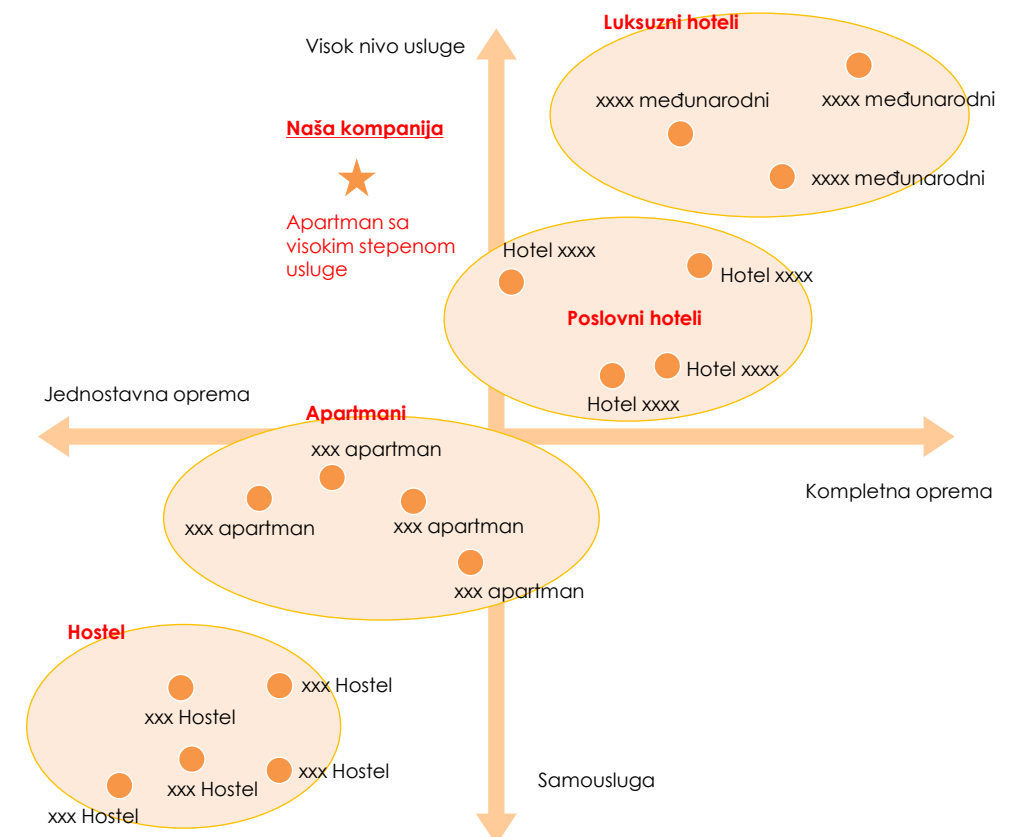 Luksuzni hoteli
Visok nivo usluge
xxxx međunarodni
xxxx međunarodni
Naša kompanija
xxxx međunarodni
Apartman sa
visokim stepenom
usluge
Hotel xxxx
Hotel xxxx
Poslovni hoteli
Hotel xxxx
Hotel xxxx
Jednostavna oprema
Apartmani
xxx apartman
Kompletna oprema
xxx apartman
xxx apartman
xxx apartman
Hostel
xxx Hostel
xxx Hostel
xxx Hostel
xxx Hostel
xxx Hostel
Samousluga